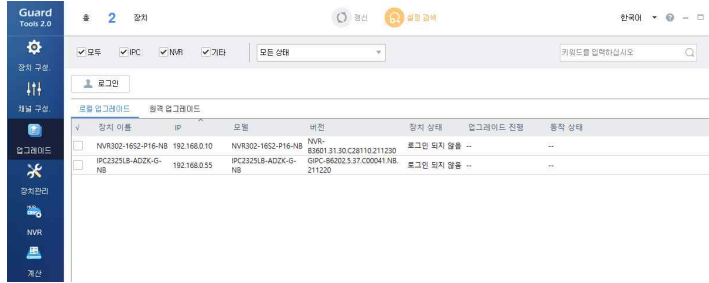 Guard
Tools 2.0
홈
2 장치
갱신
설정 검색
한국어
장치 구성.
채널 구성.
업그레이드
장치관리
NVR
계산
모두
IPC
NVR
기타
모든 상태
키워드를 입력하십시오
로그인
로컬 업그레이드
원격 업그레이드
√ 장치 이름 IP 모델 버전 장치 상태 업그레이드 진행 동작 상태
NVR302-16S2-P16-NB 192.168.0.10 NVR302-16S2-P16-NB NVR-
B3601.31.30.C28110.211230 로그인 되지 않음 -- --
IPC2325LB-ADZK-G- 192.168.0.55 IPC2325LB-ADZK-G- GIPC-B6202.5.37.C00041.NB. 로그인 되지 않음 -- --
NB NB 211220